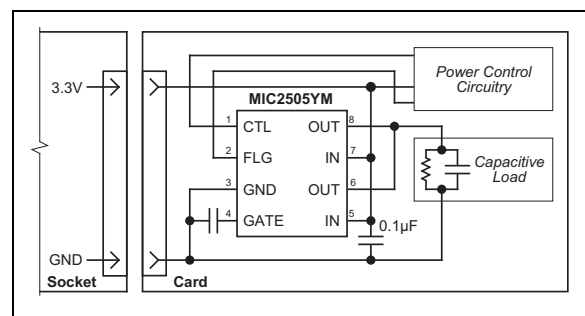 3.3V
GND
Socket
Card
MIC2505YM
1 CTL OUT 8
2 FLG IN 7
3 GND OUT 6
4 GATE IN 5
0.1µF
Power Control
Circuitry
Capacitive
Load